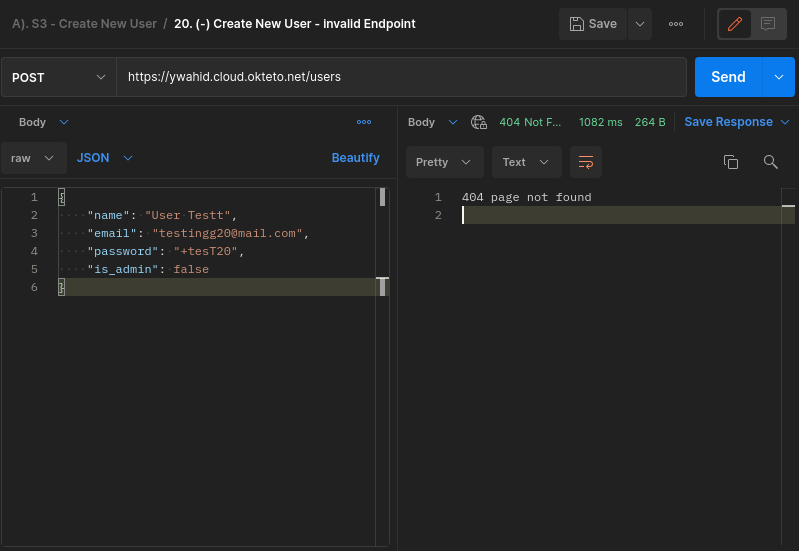 A). S3 - Create New User / 20. (-) Create New User - invalid Endpoint
Save
POST
https://ywahid.cloud.okteto.net/users
Send
Body
raw
JSON
Beautify
1 {
2 ····"name":·"User·Testt",
3 ····"email":·"testingg20@mail.com",
4 ····"password":·"+tesT20",
5 ····"is_admin":·false
6 }
Body
404 Not F...
1082 ms
264 B
Save Response
Pretty
Text
1 404 page not found
2